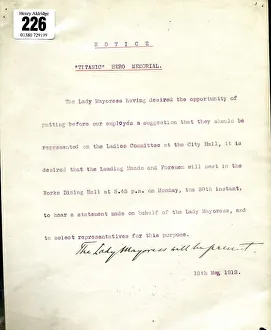 Henry Aldridge
226
01380 729199
NOTICE
"TITANIC" HERO MEMORIAL.
The Lady Mayoress having desired the opportunity of
putting before our employés a suggestion that they should be
represented on the Ladies Committee at the City Hall, it is
desired that the Leading Hands and Foremen will meet in the
Works Dining Hall at 5.45 p.m. on Monday, the 20th instant,
to hear a statement made on behalf of the Lady Mayoress, and
to select representatives for this purpose.
The Lady Mayoress will be present.
18th May 1912.